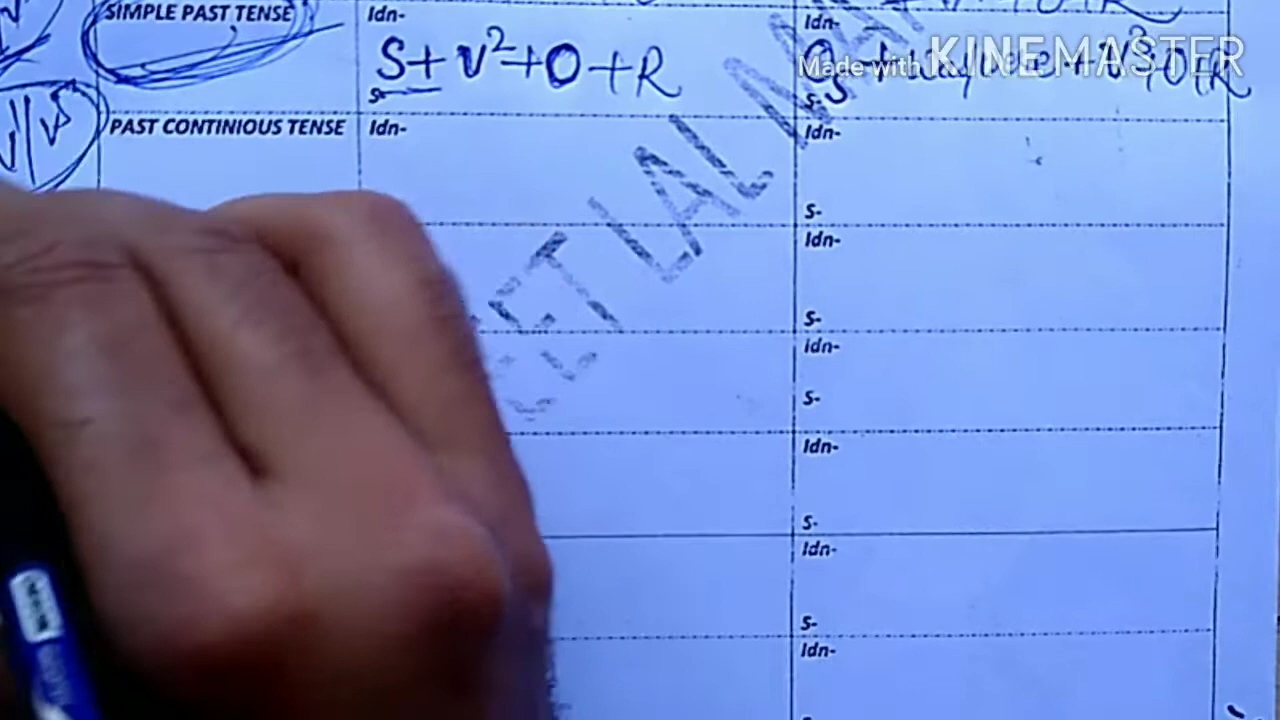 SIMPLE PAST TENSE
Idn-
S + V²+O+R
S-
Idn-
Made with KINEMASTER
S-
PAST CONTINIOUS TENSE
Idn-
Idn-
S-
Idn-
S-
Idn-
S-
Idn-
S-
Idn-
S-
Idn-
LAL